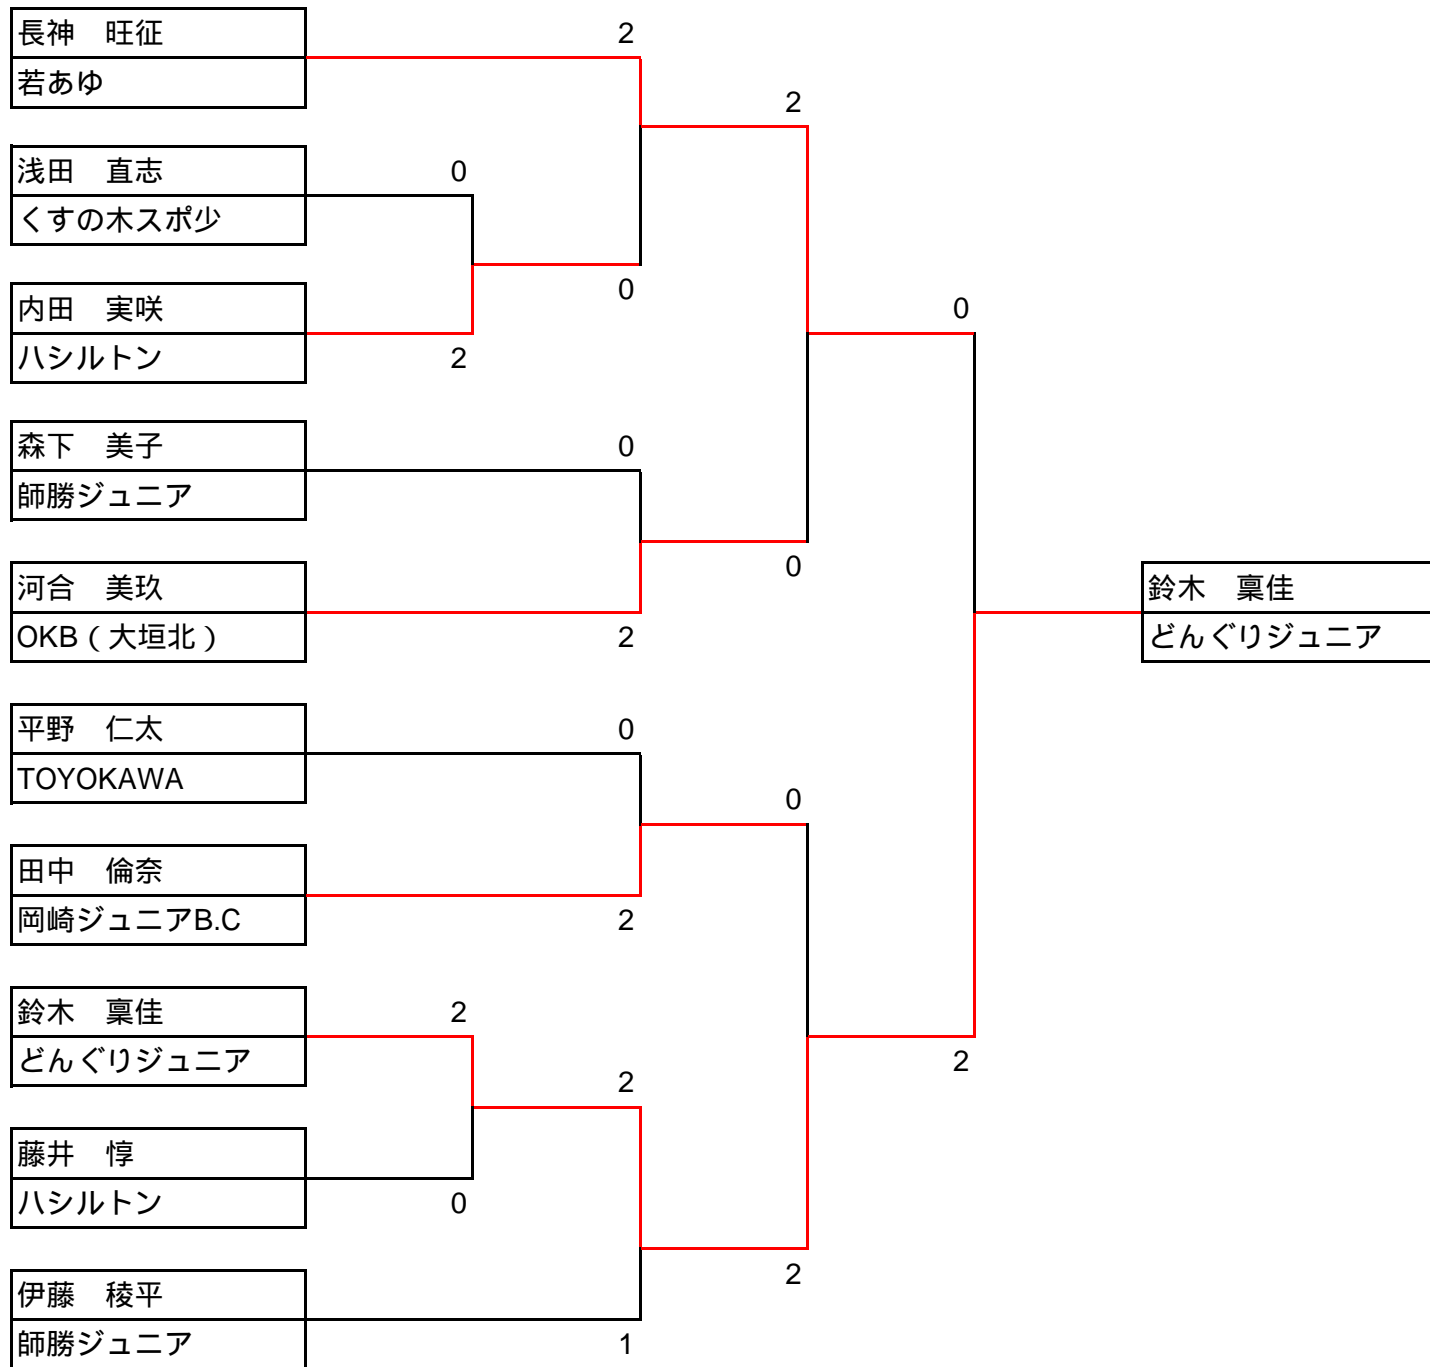 長神　旺征
2
若あゆ
2
浅田　直志
0
くすの木スポ少
0
内田　実咲
0
ハシルトン
2
森下　美子
0
師勝ジュニア
0
河合　美玖
鈴木　稟佳
OKB（大垣北）
2
どんぐりジュニア
平野　仁太
0
TOYOKAWA
0
田中　倫奈
岡崎ジュニアB.C
2
鈴木　稟佳
2
どんぐりジュニア
2
2
藤井　惇
ハシルトン
0
2
伊藤　稜平
師勝ジュニア
1